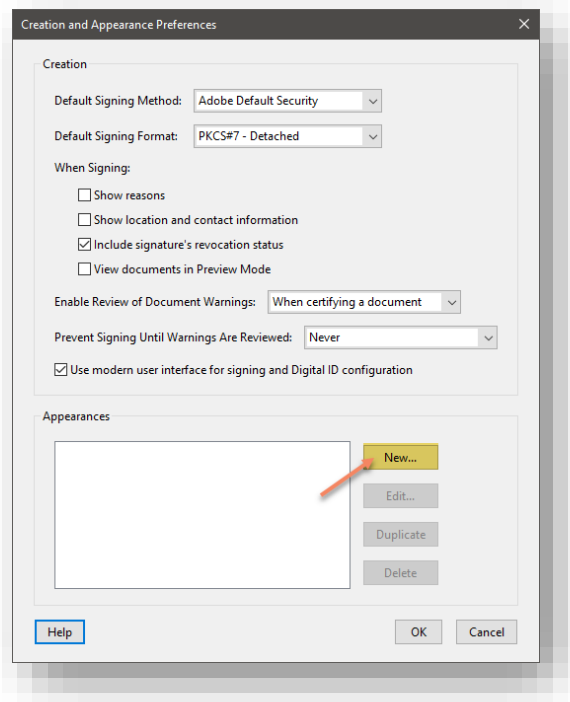 Creation and Appearance Preferences
Creation
Default Signing Method: Adobe Default Security
Default Signing Format: PKCS#7 - Detached
When Signing:
Show reasons
Show location and contact information
Include signature's revocation status
View documents in Preview Mode
Enable Review of Document Warnings: When certifying a document
Prevent Signing Until Warnings Are Reviewed: Never
Use modern user interface for signing and Digital ID configuration
Appearances
New...
Edit...
Duplicate
Delete
Help OK Cancel